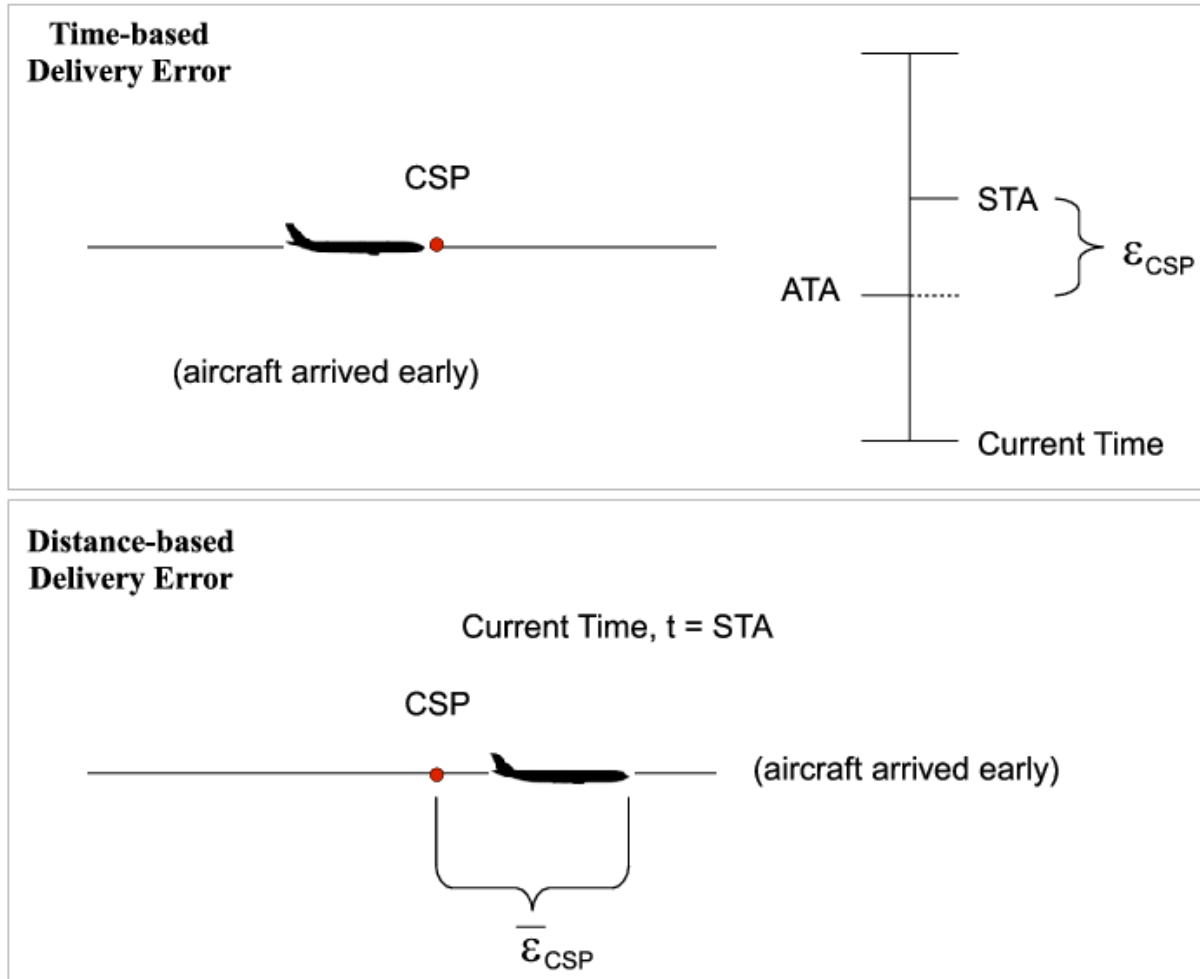 Time-based
Delivery Error
CSP
STA
ε_CSP
ATA
(aircraft arrived early)
Current Time
Distance-based
Delivery Error
Current Time, t = STA
CSP
(aircraft arrived early)
ε̅_CSP